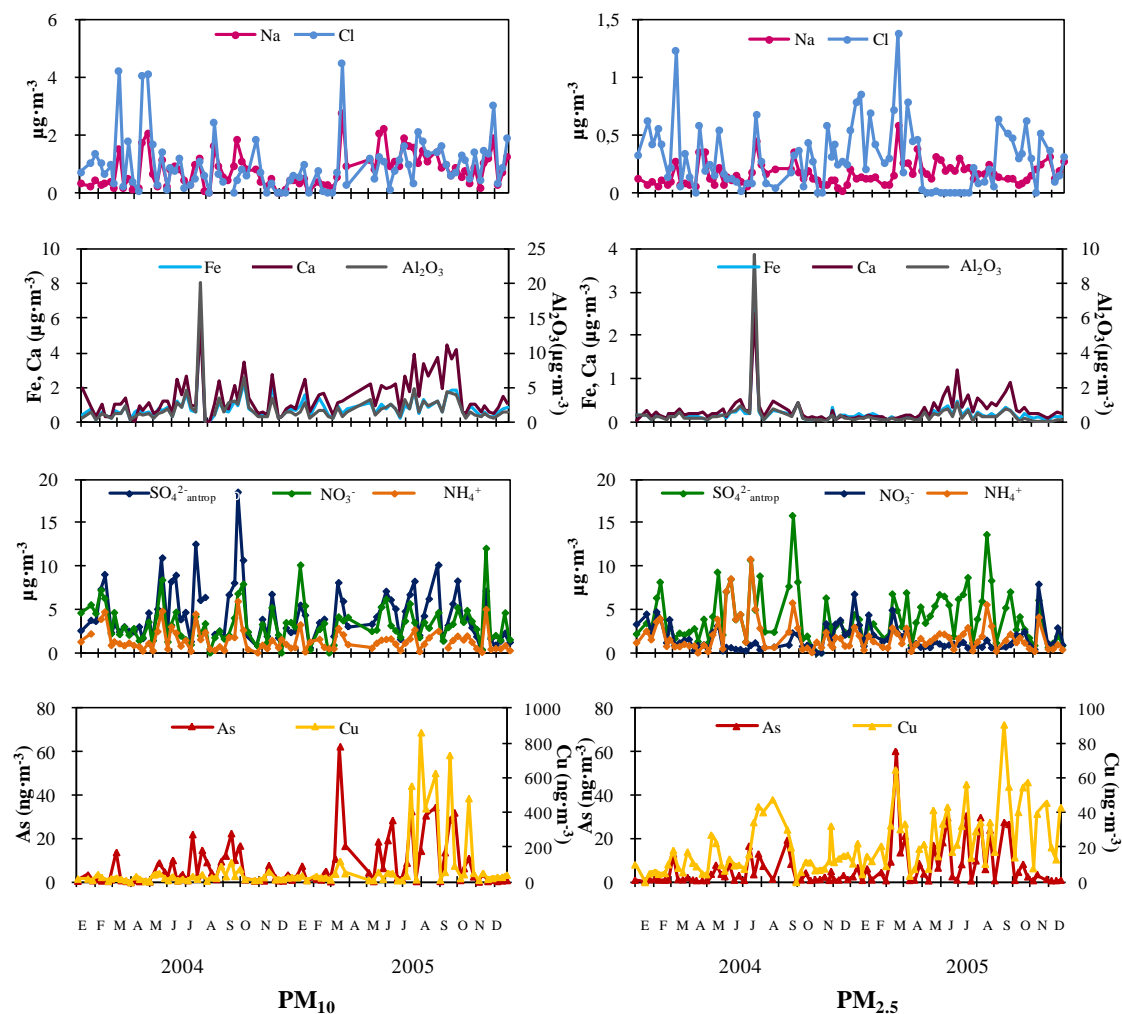 6
4
2
0
µg·m-3
Na
Cl
1,5
1
0,5
0
µg·m-3
Na
Cl
10
8
6
4
2
0
Fe, Ca (µg·m-3)
Fe
Ca
Al2O3
25
20
15
10
5
0
Al2O3(µg·m-3)
4
3
2
1
0
Fe, Ca (µg·m-3)
Fe
Ca
Al2O3
10
8
6
4
2
0
Al2O3(µg·m-3)
20
15
10
5
0
µg·m-3
SO42-antrop
NO3-
NH4+
20
15
10
5
0
µg·m-3
SO42-antrop
NO3-
NH4+
80
60
40
20
0
As (ng·m-3)
As
Cu
1000
800
600
400
200
0
Cu (ng·m-3)
80
60
40
20
0
As (ng·m-3)
As
Cu
100
80
60
40
20
0
Cu (ng·m-3)
E F M A M J J A S O N D E F M A M J J A S O N D
E F M A M J J A S O N D E F M A M J J A S O N D
2004 2005
2004 2005
PM10
PM2.5